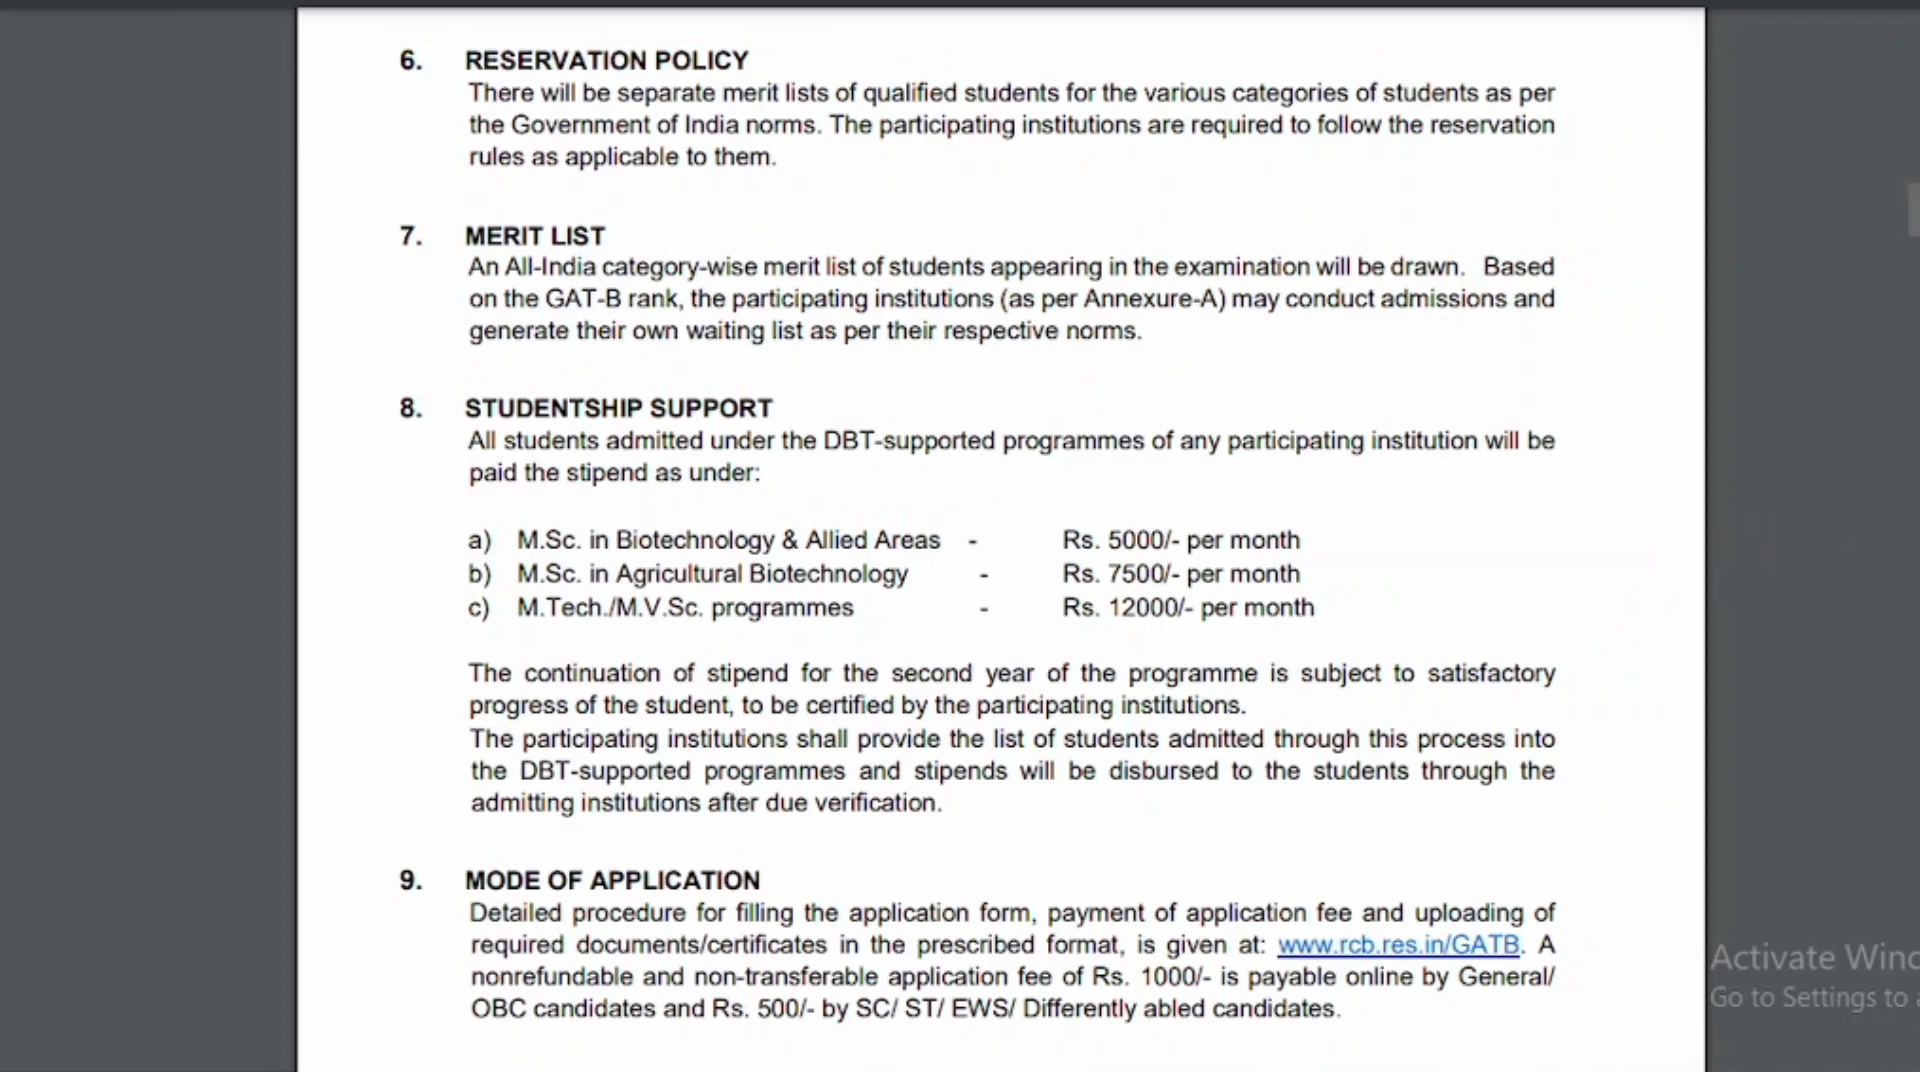 6. RESERVATION POLICY
There will be separate merit lists of qualified students for the various categories of students as per
the Government of India norms. The participating institutions are required to follow the reservation
rules as applicable to them.
7. MERIT LIST
An All-India category-wise merit list of students appearing in the examination will be drawn. Based
on the GAT-B rank, the participating institutions (as per Annexure-A) may conduct admissions and
generate their own waiting list as per their respective norms.
8. STUDENTSHIP SUPPORT
All students admitted under the DBT-supported programmes of any participating institution will be
paid the stipend as under:
a) M.Sc. in Biotechnology & Allied Areas - Rs. 5000/- per month
b) M.Sc. in Agricultural Biotechnology - Rs. 7500/- per month
c) M.Tech./M.V.Sc. programmes - Rs. 12000/- per month
The continuation of stipend for the second year of the programme is subject to satisfactory
progress of the student, to be certified by the participating institutions.
The participating institutions shall provide the list of students admitted through this process into
the DBT-supported programmes and stipends will be disbursed to the students through the
admitting institutions after due verification.
9. MODE OF APPLICATION
Detailed procedure for filling the application form, payment of application fee and uploading of
required documents/certificates in the prescribed format, is given at: www.rcb.res.in/GATB. A
nonrefundable and non-transferable application fee of Rs. 1000/- is payable online by General/
OBC candidates and Rs. 500/- by SC/ ST/ EWS/ Differently abled candidates.
Activate Wind
Go to Settings to a